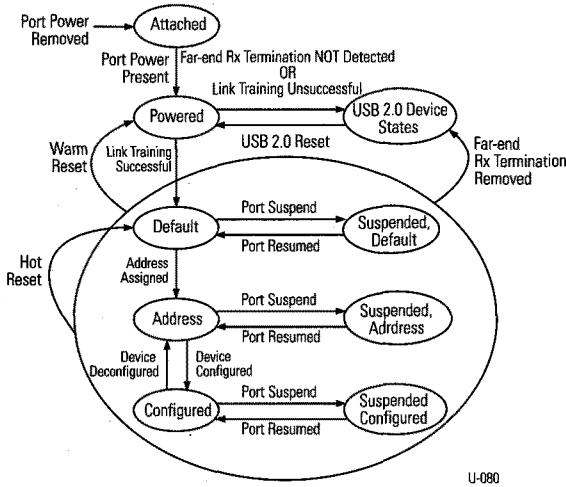 Port Power
Removed
Attached
Port Power
Present
Far-end Rx Termination NOT Detected
OR
Link Training Unsuccessful
Powered
USB 2.0 Device
States
USB 2.0 Reset
Warm
Reset
Link Training
Successful
Far-end
Rx Termination
Removed
Default
Port Suspend
Port Resumed
Suspended,
Default
Hot
Reset
Address
Assigned
Address
Port Suspend
Port Resumed
Suspended,
Adrdress
Device
Deconfigured
Device
Configured
Configured
Port Suspend
Port Resumed
Suspended
Configured
U-080